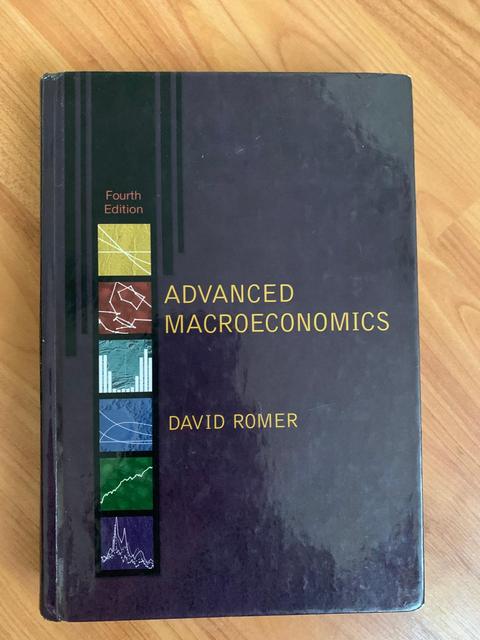 Fourth
Edition
ADVANCED
MACROECONOMICS
DAVID ROMER